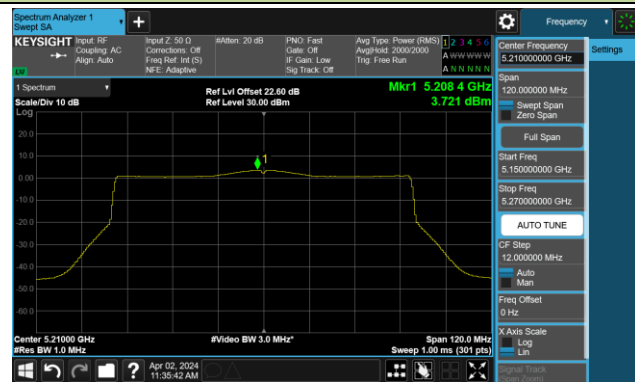 Spectrum Analyzer 1
Swept SA
Frequency
KEYSIGHT
Input: RF
Coupling: AC
Align: Auto
Input Z: 50 Ω
Corrections: Off
Freq Ref: Int (S)
NFE: Adaptive
#Atten: 20 dB
PNO: Fast
Gate: Off
IF Gain: Low
Sig Track: Off
Avg Type: Power (RMS)
Avg|Hold: 2000/2000
Trig: Free Run
1 2 3 4 5 6
A W W W W W
A N N N N N
1 Spectrum
Scale/Div 10 dB
Log
Ref Lvl Offset 22.60 dB
Ref Level 30.00 dBm
Mkr1 5.208 4 GHz
3.721 dBm
1
20.0
10.0
0.00
-10.0
-20.0
-30.0
-40.0
-50.0
-60.0
Center 5.21000 GHz
#Res BW 1.0 MHz
#Video BW 3.0 MHz*
Span 120.0 MHz
Sweep 1.00 ms (301 pts)
Center Frequency
5.210000000 GHz
Settings
Span
120.000000 MHz
Swept Span
Zero Span
Full Span
Start Freq
5.150000000 GHz
Stop Freq
5.270000000 GHz
AUTO TUNE
CF Step
12.000000 MHz
Auto
Man
Freq Offset
0 Hz
X Axis Scale
Log
Lin
Signal Track
(Span Zoom)
Apr 02, 2024
11:35:42 AM